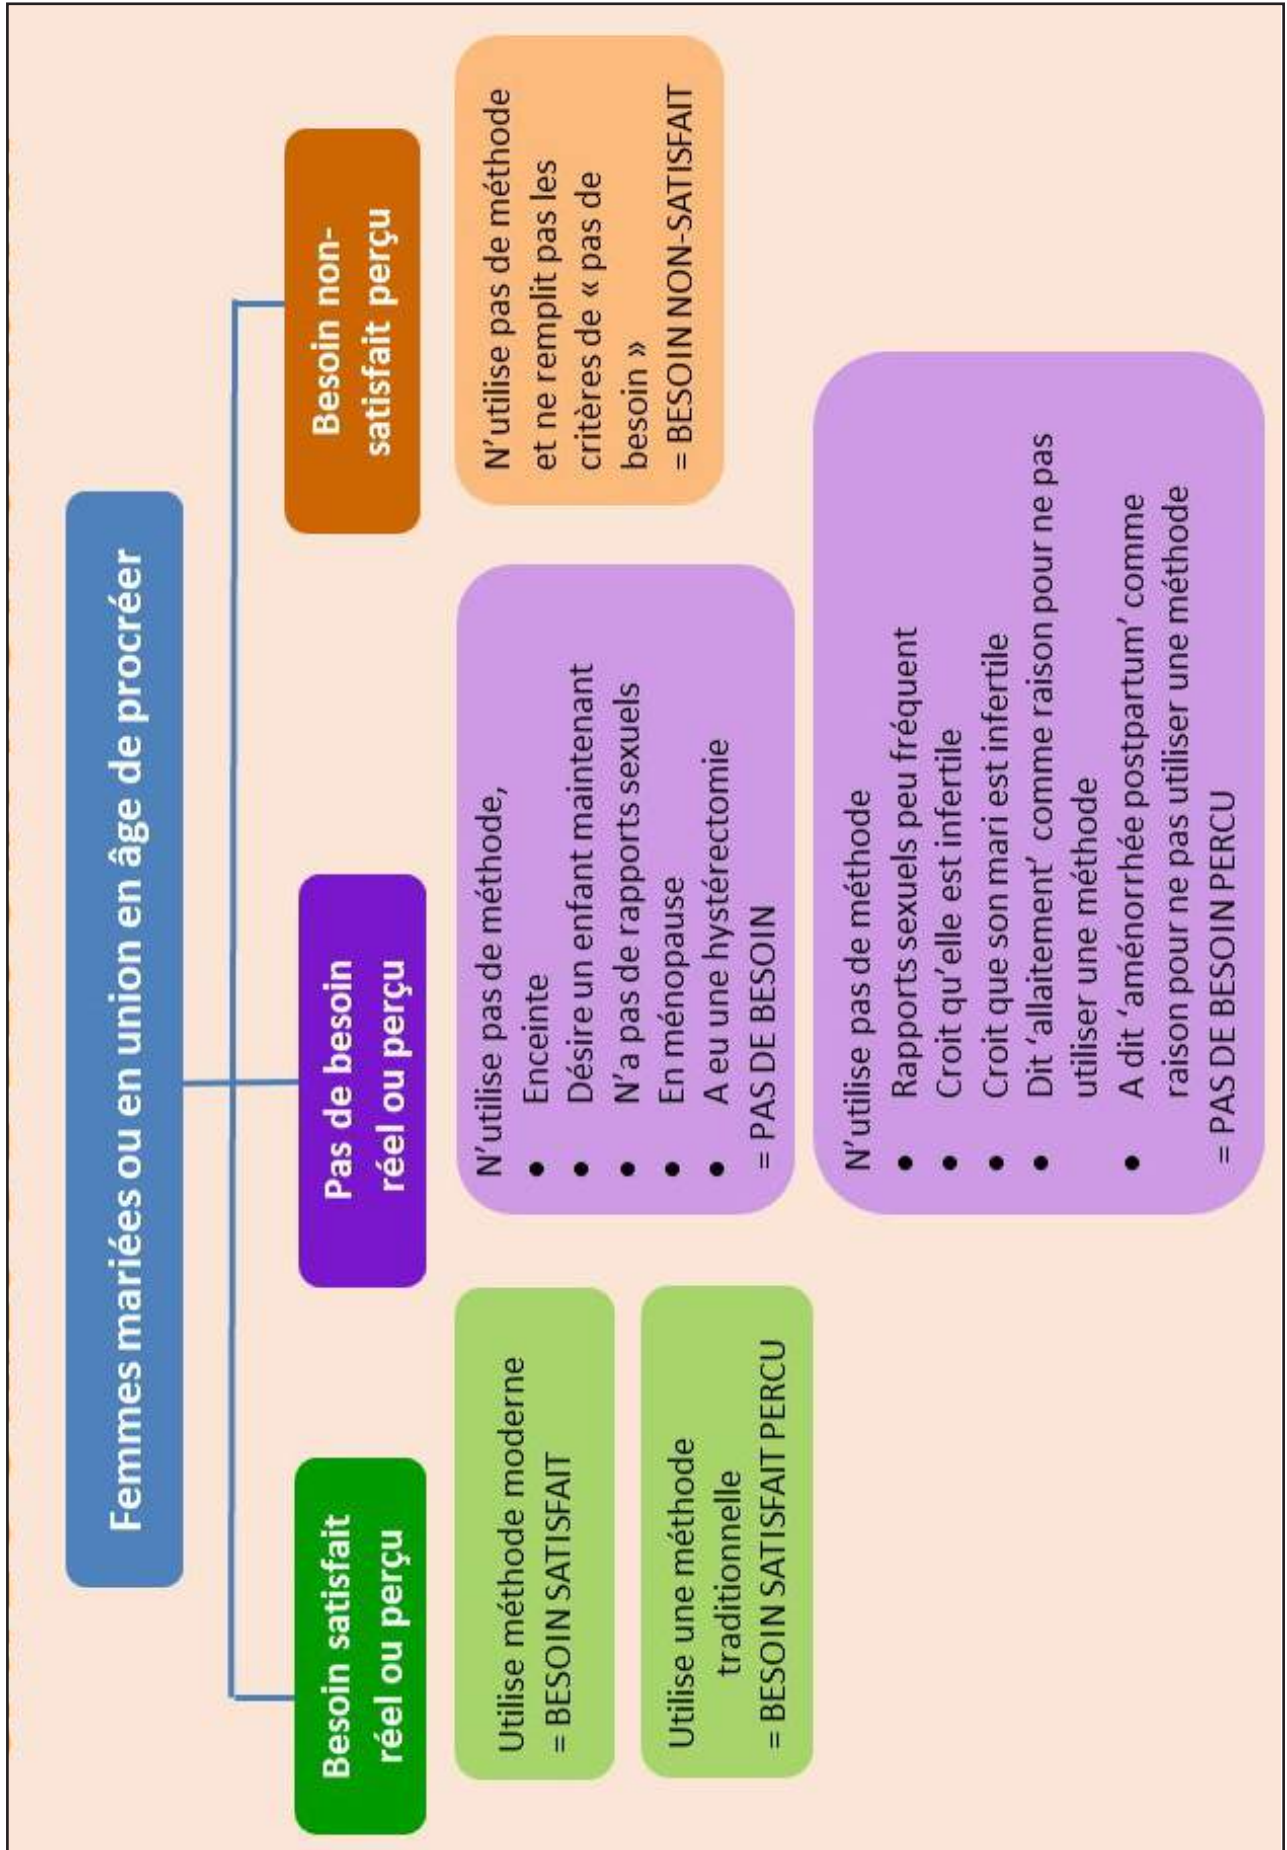 Femmes mariées ou en union en âge de procréer
Besoin satisfait
réel ou perçu
Utilise méthode moderne
= BESOIN SATISFAIT
Utilise une méthode
traditionnelle
= BESOIN SATISFAIT PERCU
Pas de besoin
réel ou perçu
N'utilise pas de méthode,
• Enceinte
• Désire un enfant maintenant
• N'a pas de rapports sexuels
• En ménopause
• A eu une hystérectomie
= PAS DE BESOIN
N'utilise pas de méthode
• Rapports sexuels peu fréquent
• Croit qu'elle est infertile
• Croit que son mari est infertile
• Dit 'allaitement' comme raison pour ne pas
utiliser une méthode
• A dit 'aménorrhée postpartum' comme
raison pour ne pas utiliser une méthode
= PAS DE BESOIN PERCU
Besoin non-
satisfait perçu
N'utilise pas de méthode
et ne remplit pas les
critères de « pas de
besoin »
= BESOIN NON-SATISFAIT